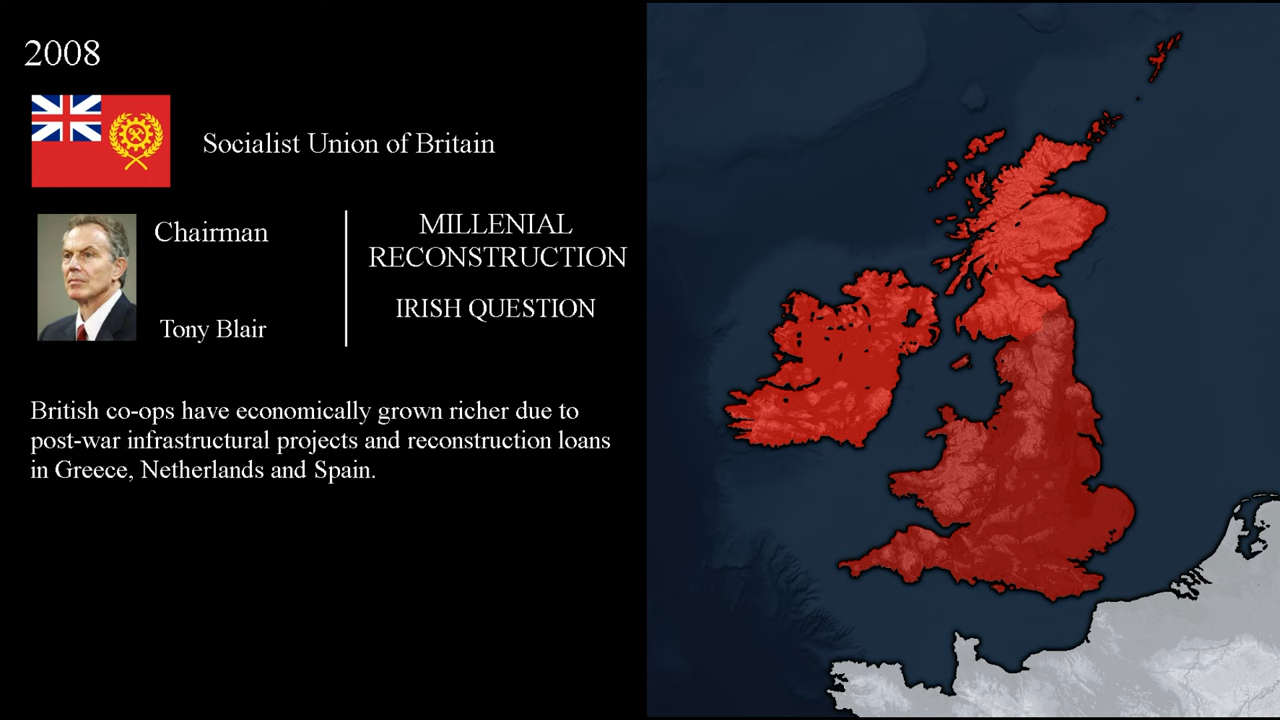 2008
Socialist Union of Britain
Chairman
Tony Blair
MILLENIAL
RECONSTRUCTION
IRISH QUESTION
British co-ops have economically grown richer due to
post-war infrastructural projects and reconstruction loans
in Greece, Netherlands and Spain.